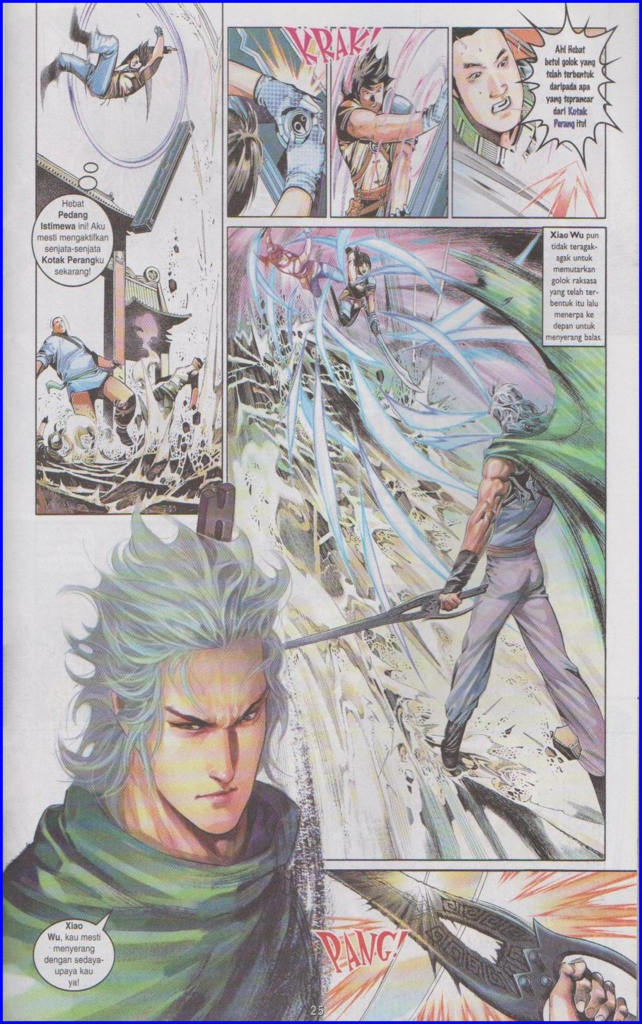 KRAK!
Ah! Hebat
betul golok yang
telah terbentuk
daripada apa
yang terpancar
dari Kotak
Perang itu!
Hebat
Pedang
Istimewa ini! Aku
mesti mengaktifkan
senjata-senjata
Kotak Perangku
sekarang!
Xiao Wu pun
tidak teragak-
agak untuk
memutarkan
golok raksasa
yang telah ter-
bentuk itu lalu
menerpa ke
depan untuk
menyerang balas.
Xiao
Wu, kau mesti
menyerang
dengan sedaya-
upaya kau
ya!
PANG!
25